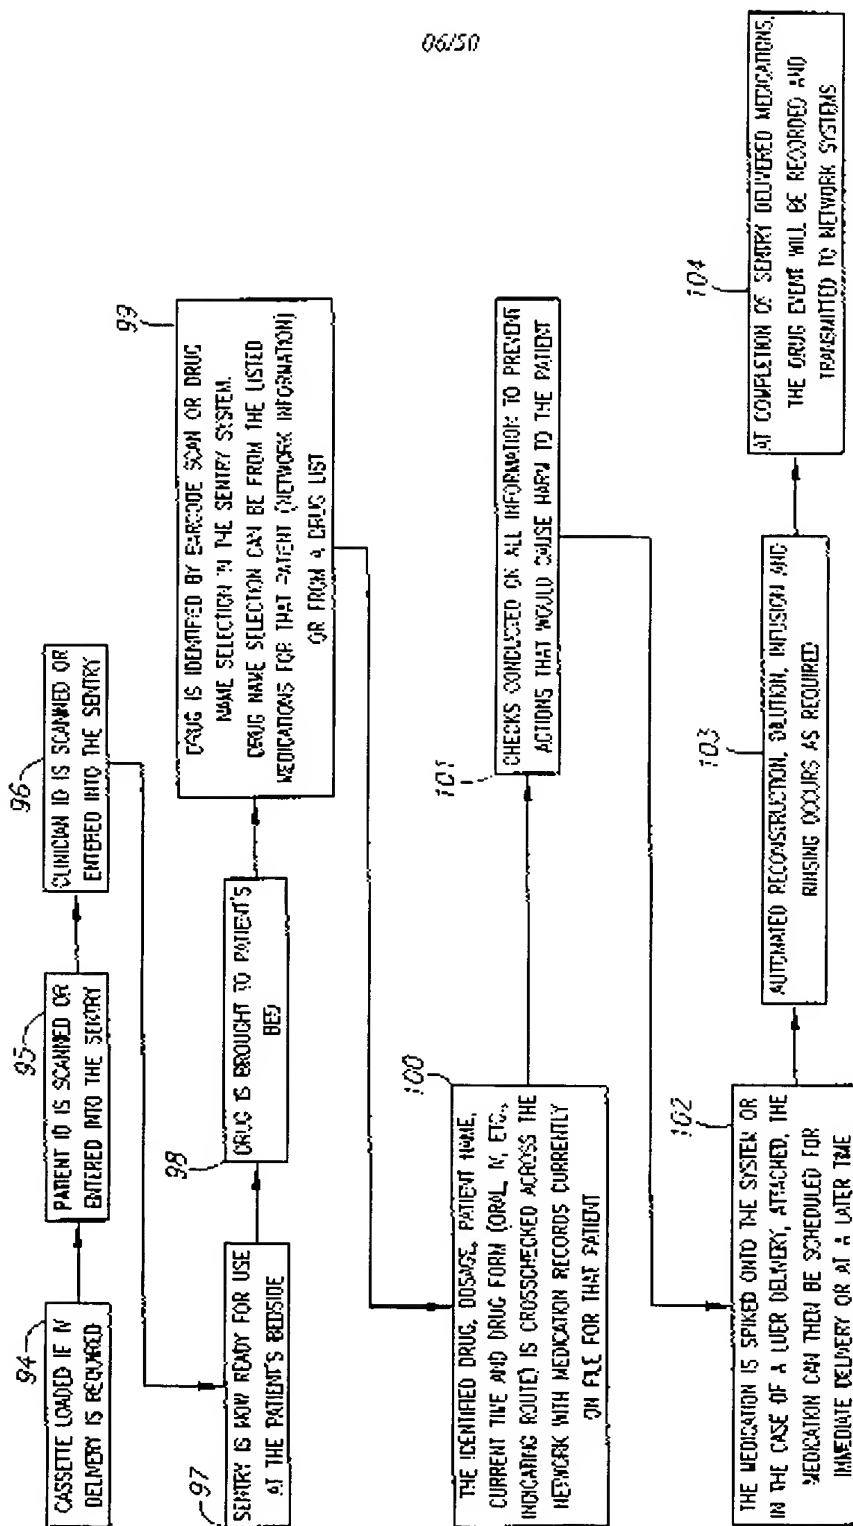 06/50
94
CASSETTE LOADED IF IV
DELIVERY IS REQUIRED
95
PATIENT ID IS SCANNED OR
ENTERED INTO THE SENTRY
96
CLINICIAN ID IS SCANNED OR
ENTERED INTO THE SENTRY
97
SENTRY IS NOW READY FOR USE
AT THE PATIENT'S BEDSIDE
98
DRUG IS BROUGHT TO PATIENT'S
BED
99
DRUG IS IDENTIFIED BY BARCODE SCAN OR DRUG
NAME SELECTION IN THE SENTRY SYSTEM.
DRUG NAME SELECTION CAN BE FROM THE LISTED
MEDICATIONS FOR THAT PATIENT (NETWORK INFORMATION)
OR FROM A DRUG LIST
100
THE IDENTIFIED DRUG, DOSAGE, PATIENT NAME,
CURRENT TIME AND DRUG FORM (ORAL, IV, ETC.,
INDICATING ROUTE) IS CROSSCHECKED ACROSS THE
NETWORK WITH MEDICATION RECORDS CURRENTLY
ON FILE FOR THAT PATIENT
101
CHECKS CONDUCTED ON ALL INFORMATION TO PREVENT
ACTIONS THAT WOULD CAUSE HARM TO THE PATIENT
102
THE MEDICATION IS SPIKED ONTO THE SYSTEM OR
IN THE CASE OF A LUER DELIVERY, ATTACHED, THE
MEDICATION CAN THEN BE SCHEDULED FOR
IMMEDIATE DELIVERY OR AT A LATER TIME
103
AUTOMATED RECONSTRUCTION, DILUTION, INFUSION AND
RINSING OCCURS AS REQUIRED
104
AT COMPLETION OF SENTRY DELIVERED MEDICATIONS,
THE DRUG EVENT WILL BE RECORDED AND
TRANSMITTED TO NETWORK SYSTEMS